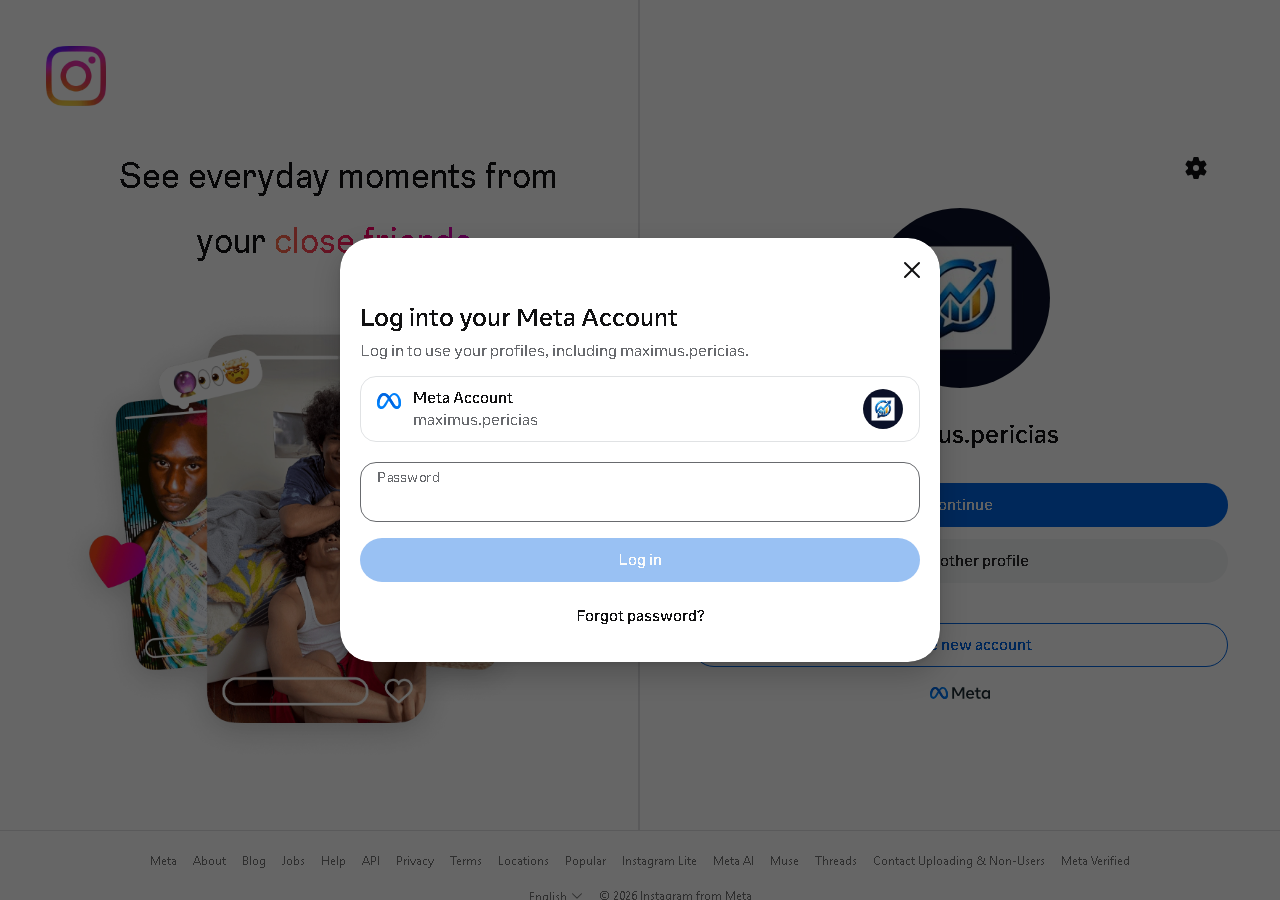 See everyday moments from
your close friends
Log into your Meta Account
Log in to use your profiles, including maximus.pericias.
Meta Account
maximus.pericias
Password
Log in
Forgot password?
other profile
new account
Meta
Meta About Blog Jobs Help API Privacy Terms Locations Popular Instagram Lite Meta AI Muse Threads Contact Uploading & Non-Users Meta Verified
English © 2026 Instagram from Meta